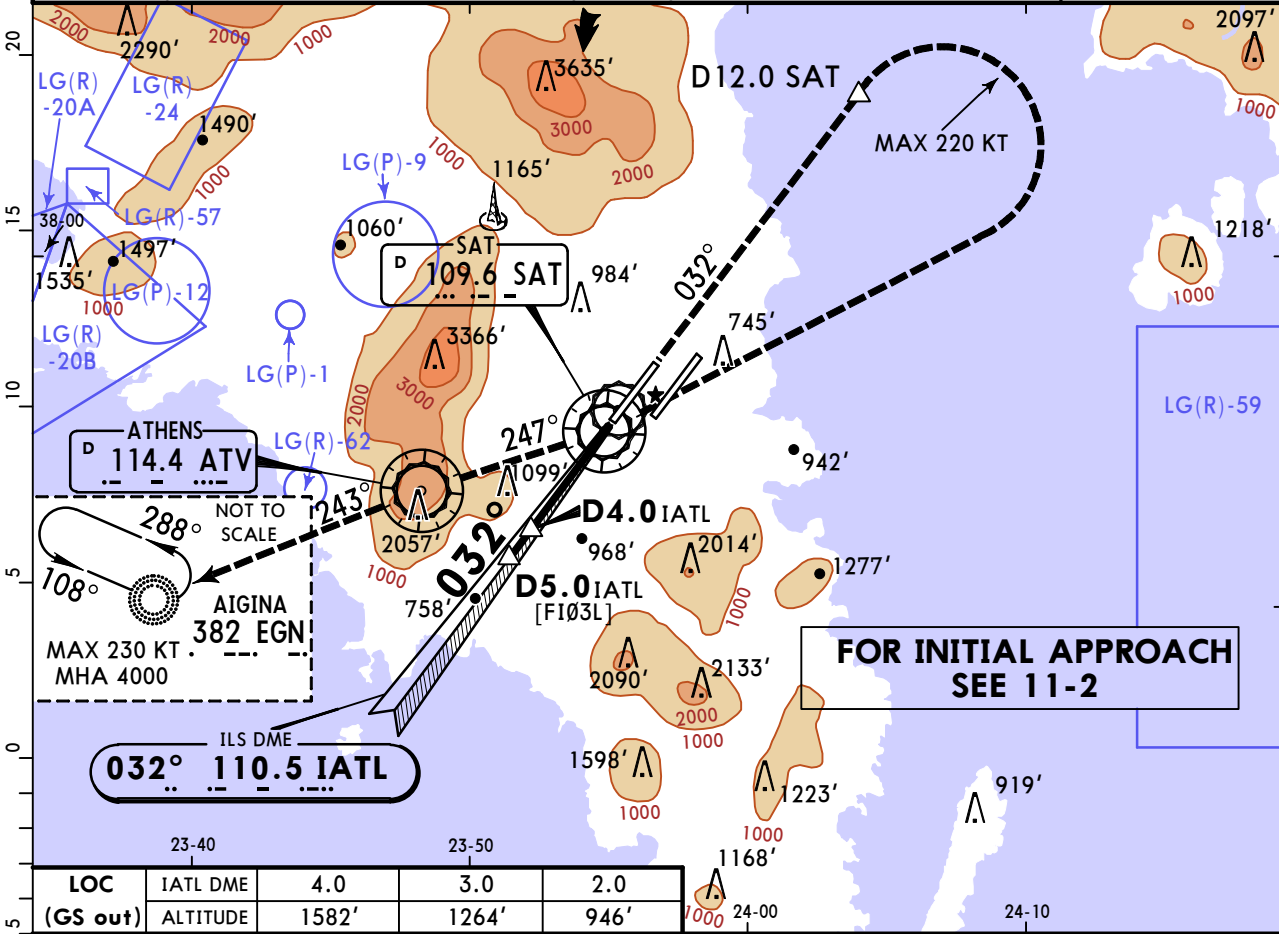 20
15
10
5
0
5
2000
2290'
2000
1000
LG(R)
-20A
LG(R)
-24
1490'
1000
LG(R)-57
38-00
1497'
1535'
1000
LG(P)-12
LG(R)
-20B
LG(P)-1
LG(P)-9
1060'
1165'
1000
3635'
3000
2000
D12.0 SAT
MAX 220 KT
2097'
1000
1218'
1000
SAT
D 109.6 SAT
... .- -
984'
745'
032°
3366'
3000
2000
LG(R)-59
942'
ATHENS
D 114.4 ATV
.- - ...-
LG(R)-62
247°
1099'
243°
2057'
1000
NOT TO
SCALE
288°
108°
AIGINA
382 EGN
. --. -.
MAX 230 KT
MHA 4000
032°
D4.0 IATL
968'
D5.0 IATL
[FIØ3L]
758'
2014'
1000
1277'
2090'
2133'
2000
1000
FOR INITIAL APPROACH
SEE 11-2
ILS DME
032° 110.5 IATL
.. .- - .-..
1598'
1000
1223'
1000
919'
1168'
1000
23-40
23-50
24-00
24-10
LOC IATL DME 4.0 3.0 2.0
(GS out) ALTITUDE 1582' 1264' 946'